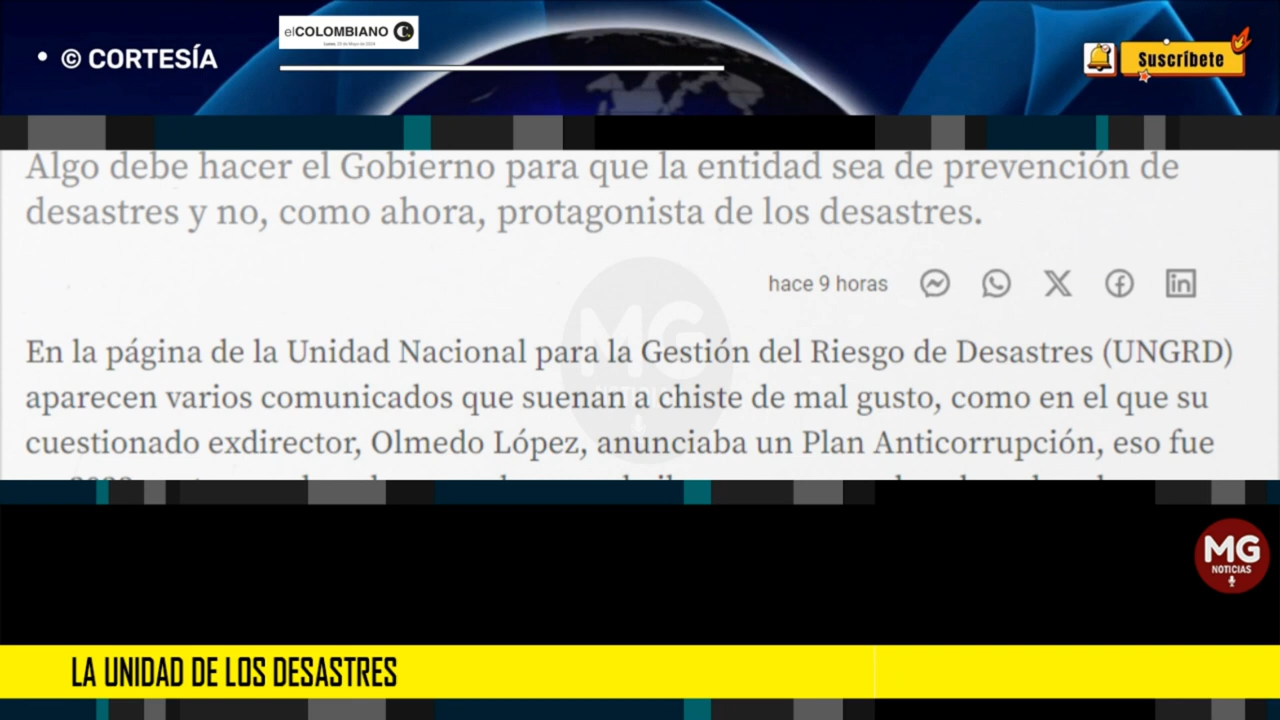 © CORTESÍA
elCOLOMBIANO
Suscríbete
Algo debe hacer el Gobierno para que la entidad sea de prevención de
desastres y no, como ahora, protagonista de los desastres.
hace 9 horas
En la página de la Unidad Nacional para la Gestión del Riesgo de Desastres (UNGRD)
aparecen varios comunicados que suenan a chiste de mal gusto, como en el que su
cuestionado exdirector, Olmedo López, anunciaba un Plan Anticorrupción, eso fue
MG
NOTICIAS
LA UNIDAD DE LOS DESASTRES